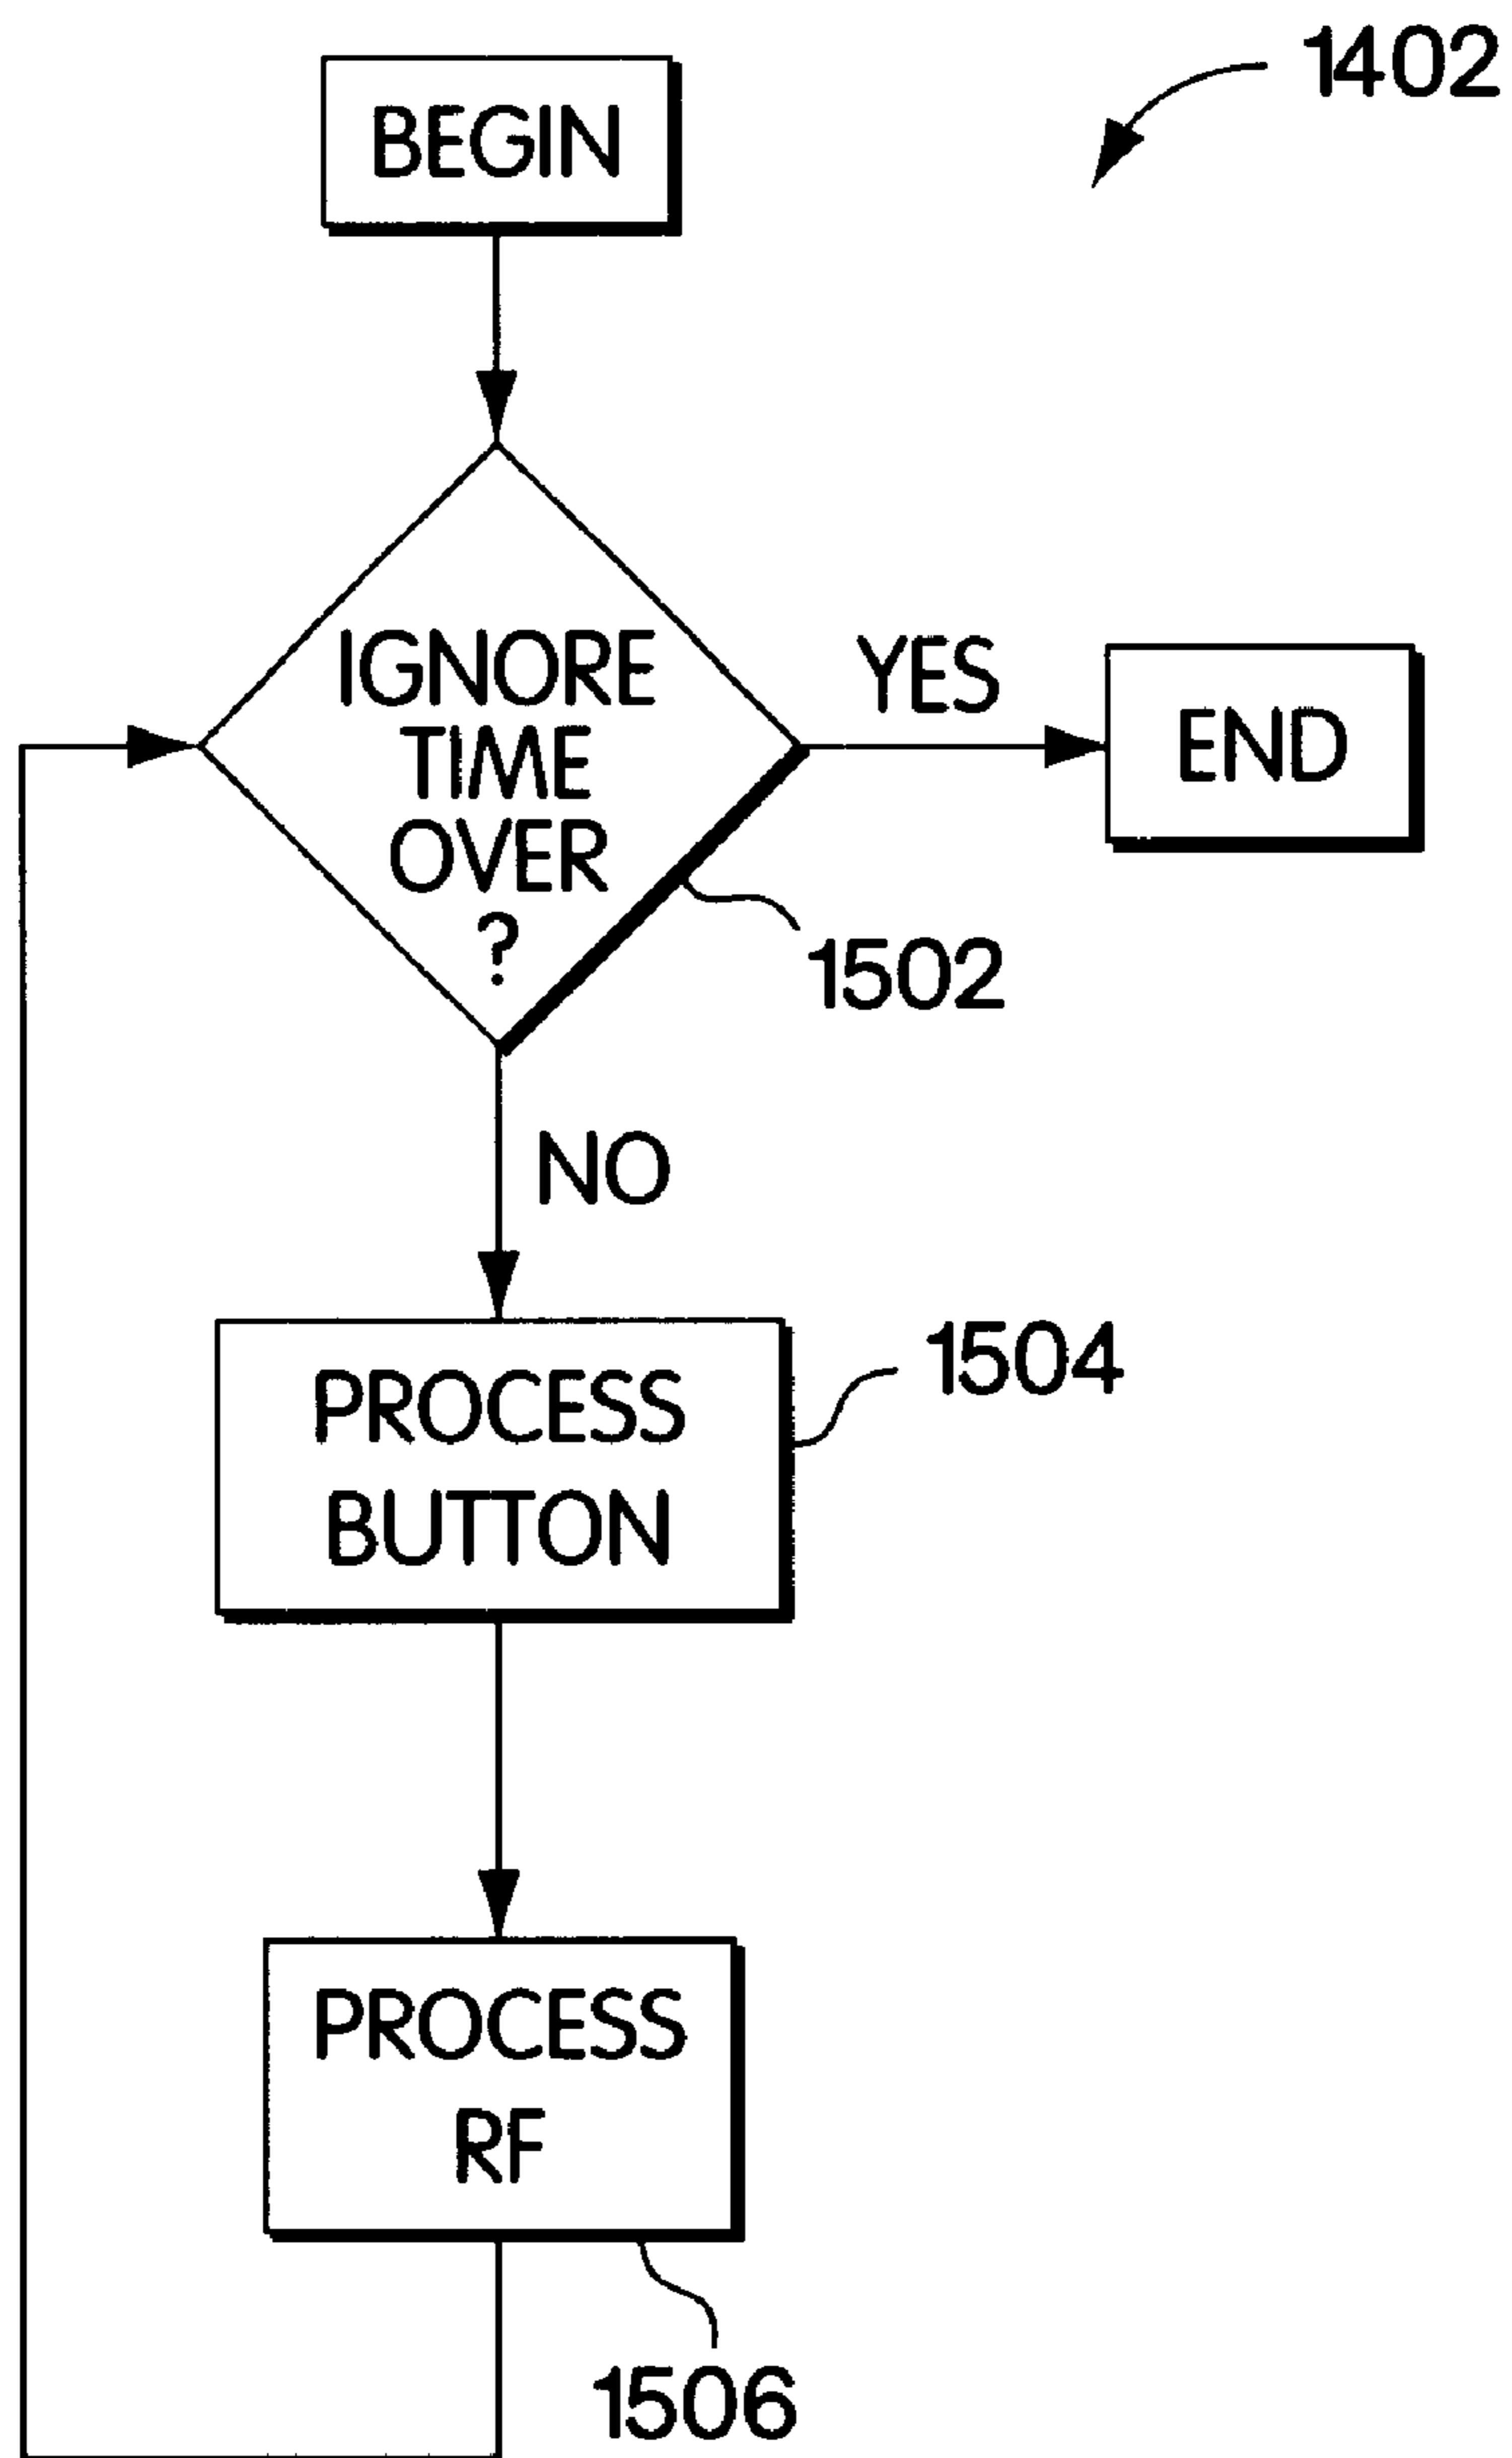 1402
BEGIN
IGNORE
TIME
OVER
?
YES
END
1502
NO
1504
PROCESS
BUTTON
PROCESS
RF
1506